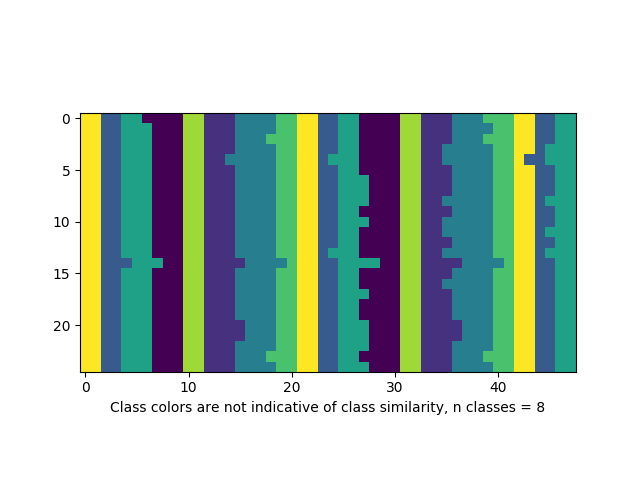 0
5
10
15
20
0 10 20 30 40
Class colors are not indicative of class similarity, n classes = 8